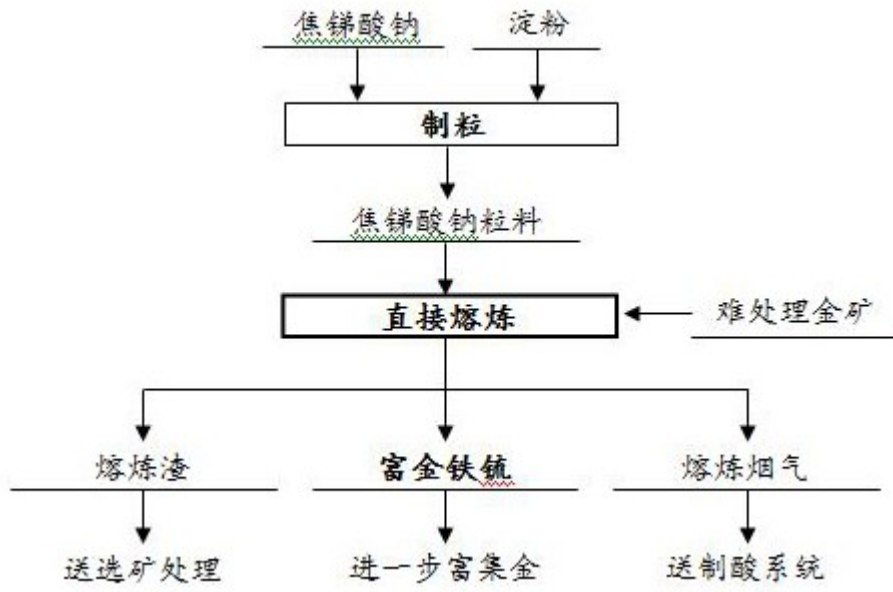 焦锑酸钠 淀粉
制粒
焦锑酸钠粒料
直接熔炼 难处理金矿
熔炼渣 富金铁锍 熔炼烟气
送选矿处理 进一步富集金 送制酸系统